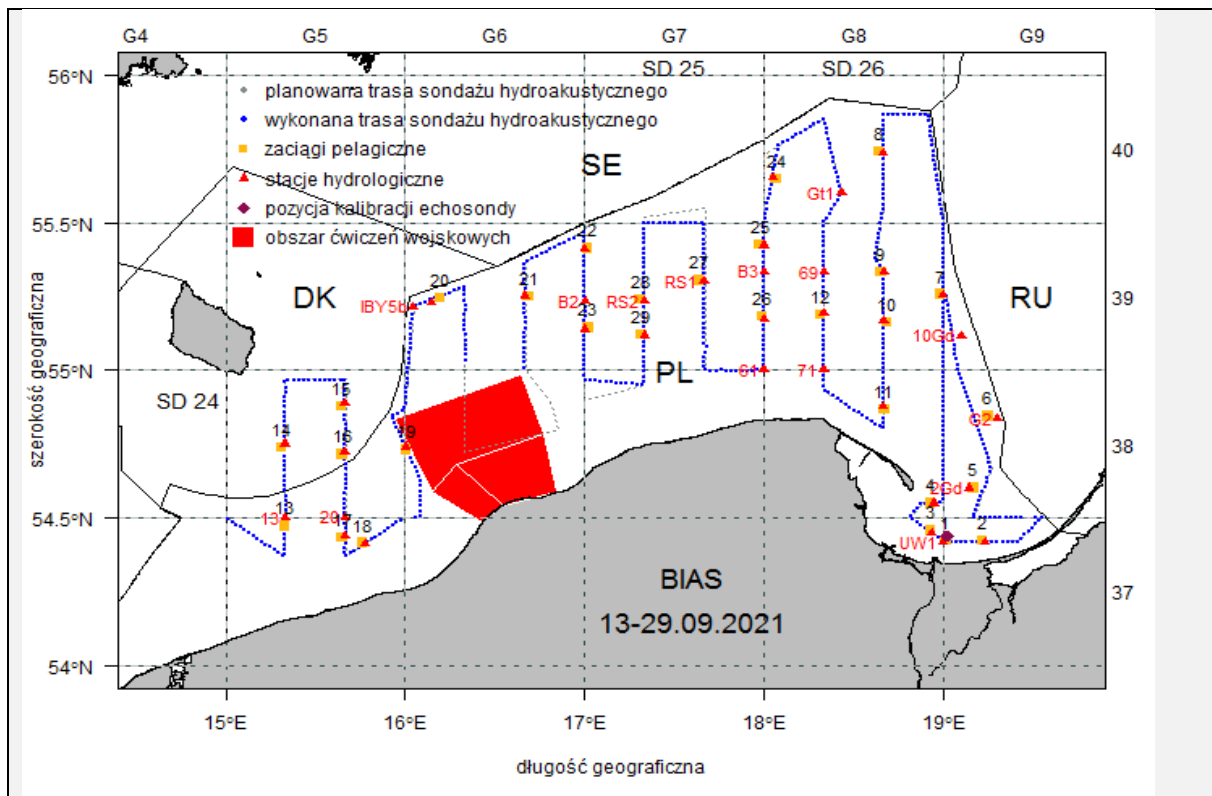 G4 G5 G6 G7 G8 G9
SD 25 SD 26
56°N
planowana trasa sondażu hydroakustycznego
wykonana trasa sondażu hydroakustycznego
zaciągi pelagiczne
stacje hydrologiczne
pozycja kalibracji echosondy
obszar ćwiczeń wojskowych
SE
8
40
24
Gt1
55.5°N
22
25
27
RS1
B3
69
9
7
DK
20
IBY5b
21
B2
23
RS2
28
29
26
12
10
10Gd
RU
39
55°N
PL
61
71
11
SD 24
15
14
16
19
6
G2
38
54.5°N
13
13
20
17
18
4
5
2Gd
3
1
2
UW1
BIAS
13-29.09.2021
37
54°N
15°E 16°E 17°E 18°E 19°E
szerokość geograficzna
długość geograficzna